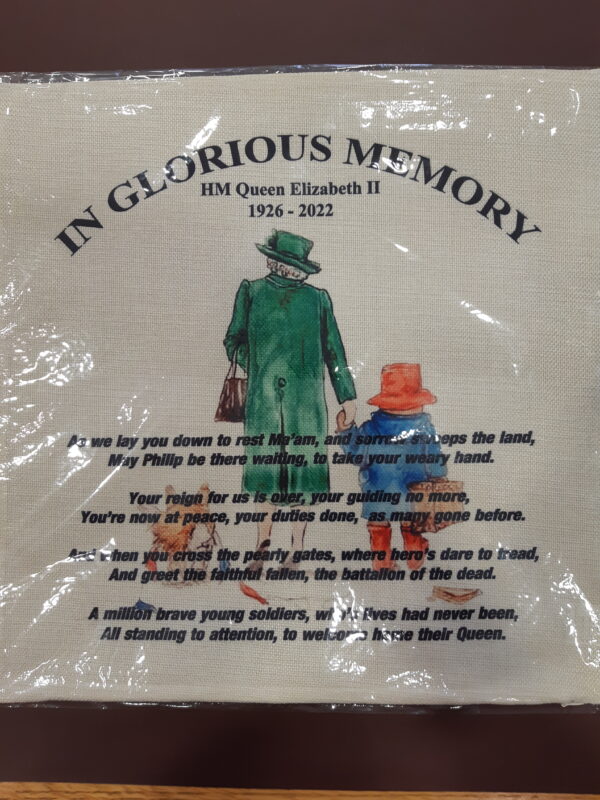 IN GLORIOUS MEMORY
HM Queen Elizabeth II
1926 - 2022
As we lay you down to rest Ma'am, and sorrow sweeps the land,
May Philip be there waiting, to take your weary hand.
Your reign for us is over, your guiding no more,
You're now at peace, your duties done, as many gone before.
And when you cross the pearly gates, where hero's dare to tread,
And greet the faithful fallen, the battalion of the dead.
A million brave young soldiers, who's lives had never been,
All standing to attention, to welcome home their Queen.